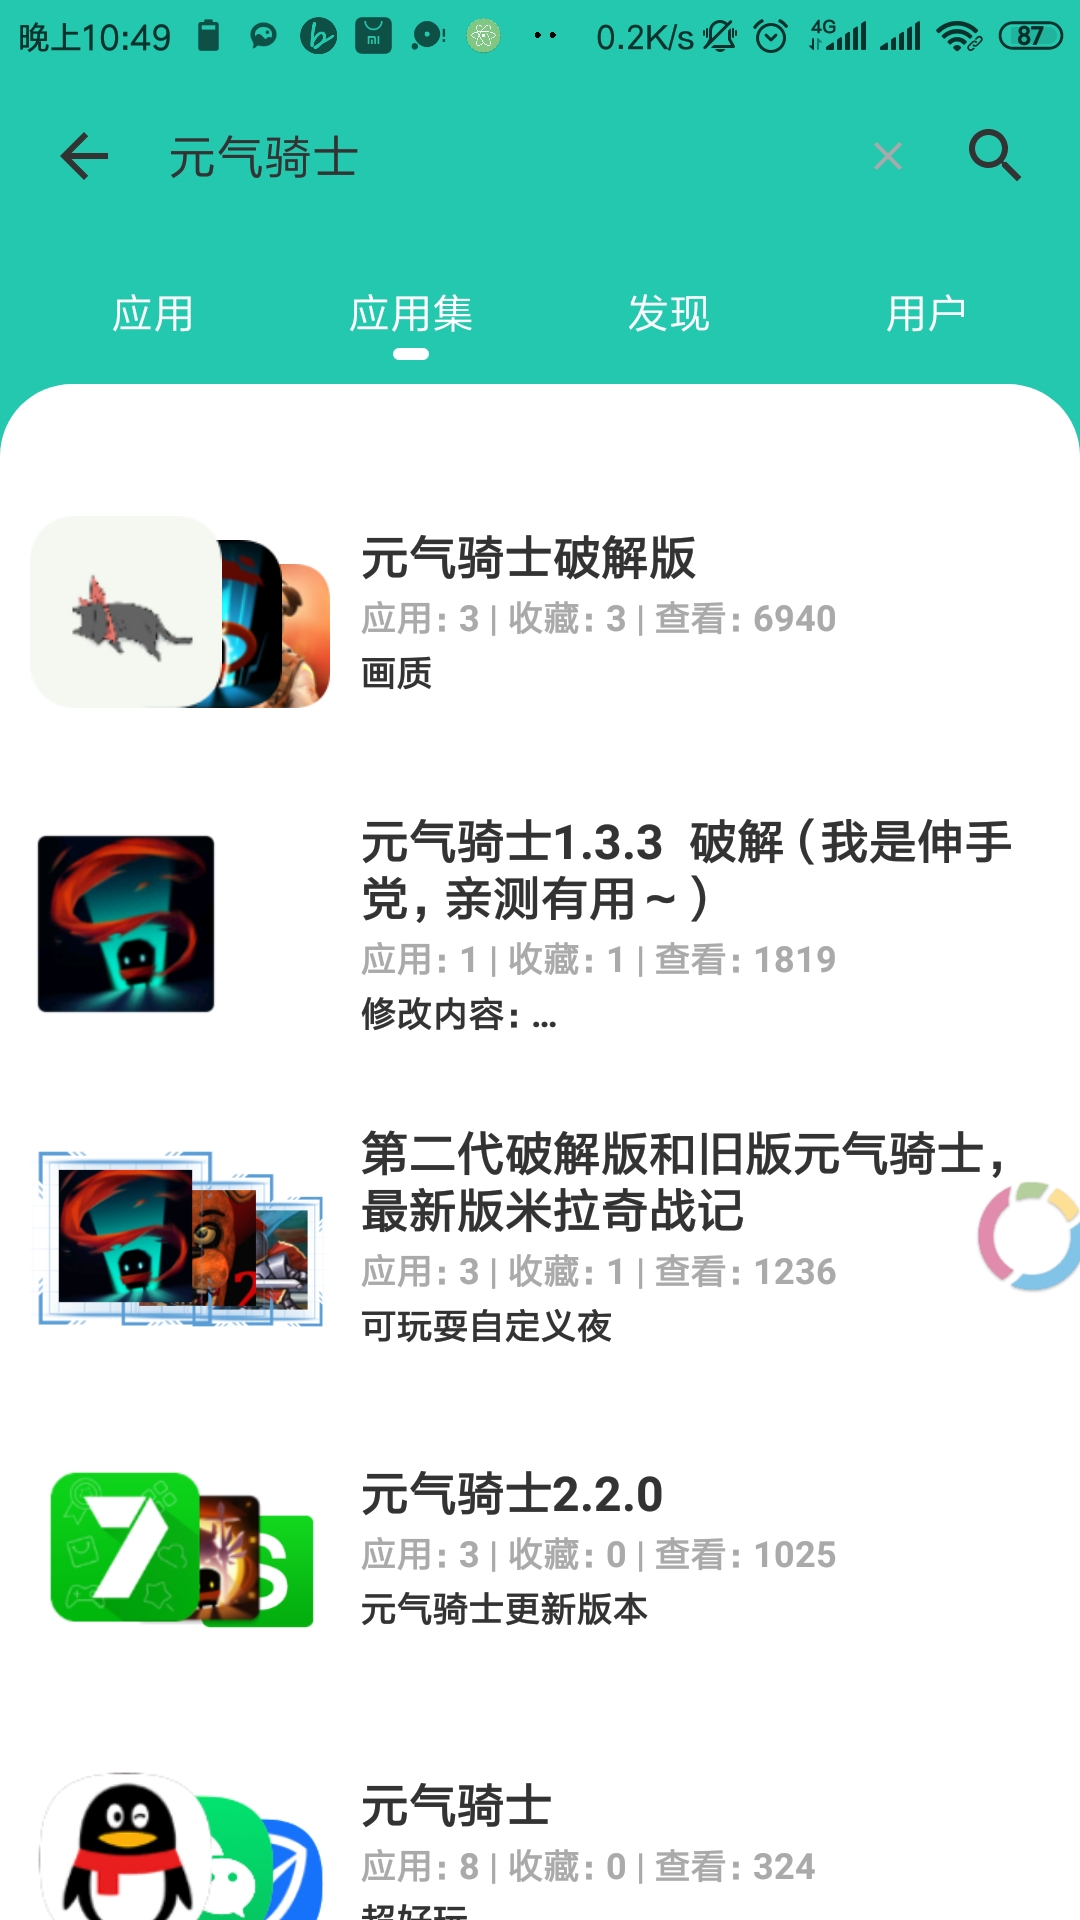 晚上10:49
0.2K/s
4G
87
元气骑士
应用 应用集 发现 用户
元气骑士破解版
应用: 3 | 收藏: 3 | 查看: 6940
画质
元气骑士1.3.3 破解（我是伸手
党，亲测有用～）
应用: 1 | 收藏: 1 | 查看: 1819
修改内容：...
第二代破解版和旧版元气骑士，
最新版米拉奇战记
应用: 3 | 收藏: 1 | 查看: 1236
可玩耍自定义夜
元气骑士2.2.0
应用: 3 | 收藏: 0 | 查看: 1025
元气骑士更新版本
元气骑士
应用: 8 | 收藏: 0 | 查看: 324
超好玩